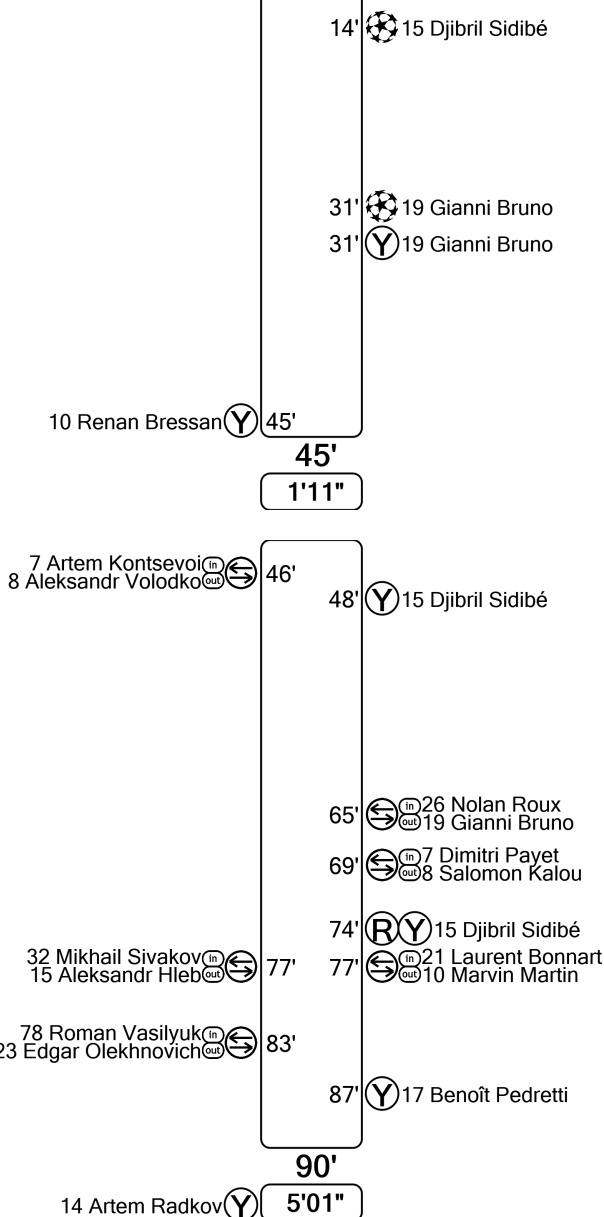 14' 15 Djibril Sidibé
31' 19 Gianni Bruno
31' Y 19 Gianni Bruno
10 Renan Bressan Y 45'
45'
1'11"
7 Artem Kontsevoi in
8 Aleksandr Volodko out
46'
48' Y 15 Djibril Sidibé
65'
in 26 Nolan Roux
out 19 Gianni Bruno
69'
in 7 Dimitri Payet
out 8 Salomon Kalou
74' R Y 15 Djibril Sidibé
32 Mikhail Sivakov in
15 Aleksandr Hleb out
77'
77'
in 21 Laurent Bonnart
out 10 Marvin Martin
78 Roman Vasilyuk in
23 Edgar Olekhnovich out
83'
87' Y 17 Benoît Pedretti
90'
14 Artem Radkov Y 5'01"